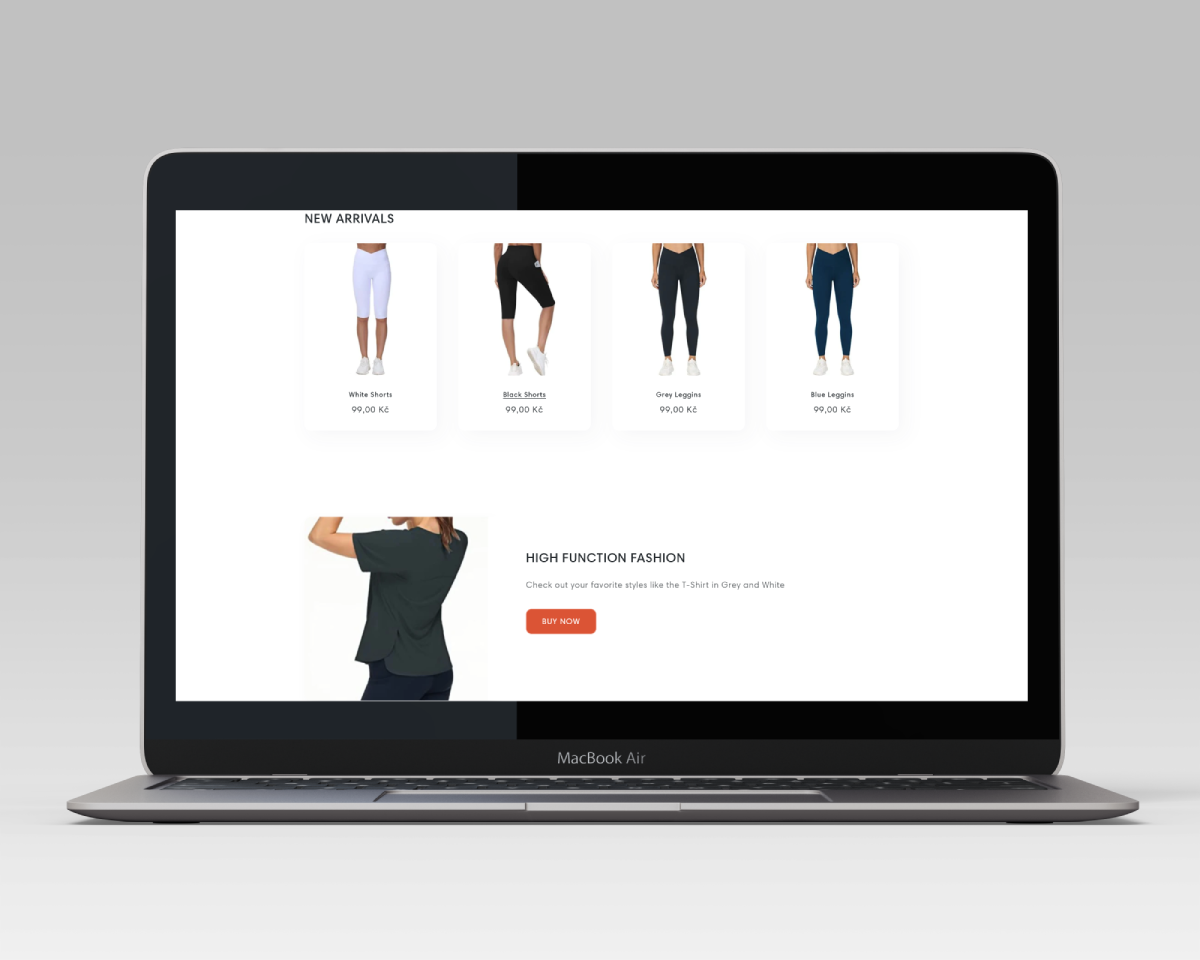 NEW ARRIVALS
White Shorts
99,00 Kč
Black Shorts
99,00 Kč
Grey Leggins
99,00 Kč
Blue Leggins
99,00 Kč
HIGH FUNCTION FASHION
Check out your favorite styles like the T-Shirt in Grey and White
BUY NOW
MacBook Air